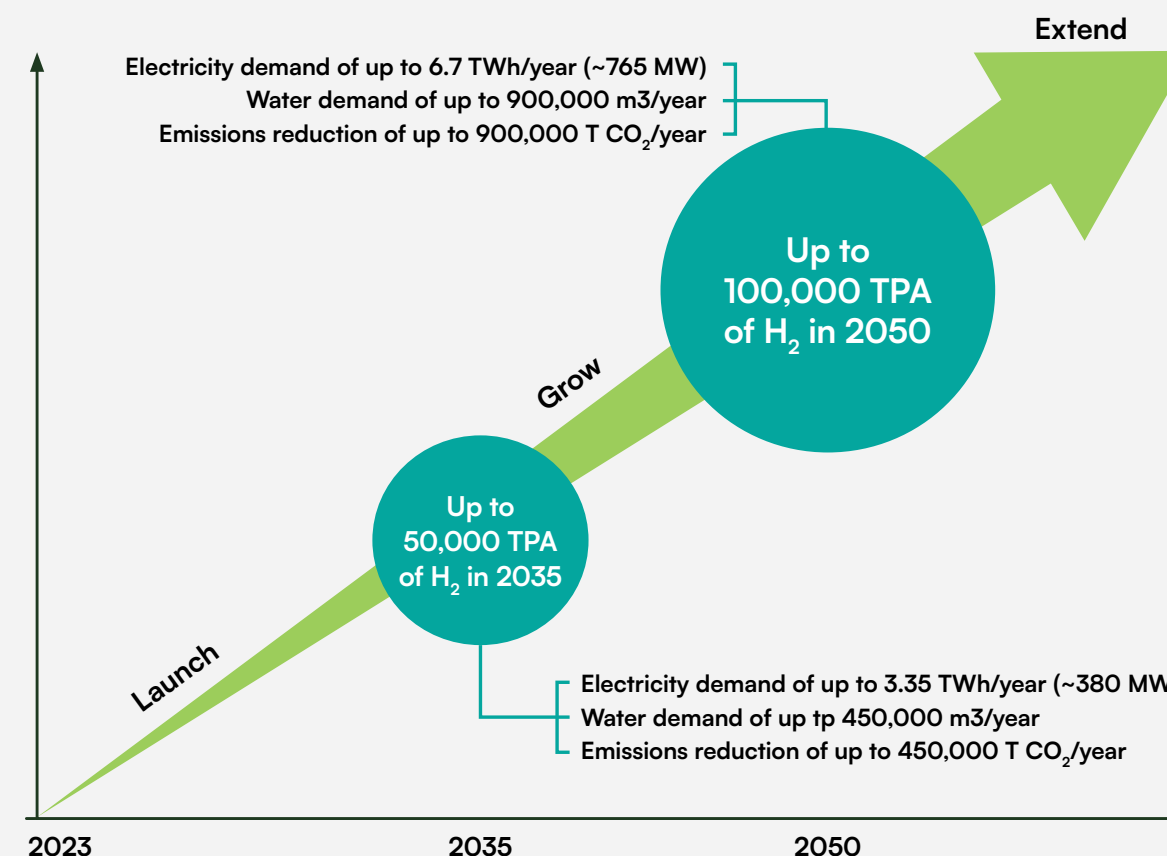 Extend
Electricity demand of up to 6.7 TWh/year (~765 MW)
Water demand of up to 900,000 m3/year
Emissions reduction of up to 900,000 T CO₂/year
Up to
100,000 TPA
of H₂ in 2050
Grow
Up to
50,000 TPA
of H₂ in 2035
Launch
Electricity demand of up to 3.35 TWh/year (~380 MW
Water demand of up tp 450,000 m3/year
Emissions reduction of up to 450,000 T CO₂/year
2023
2035
2050